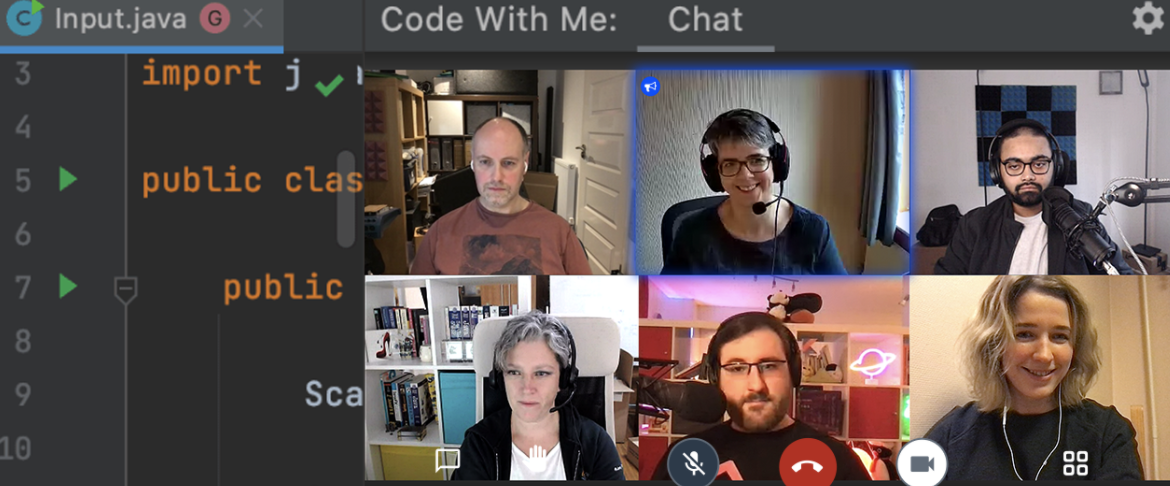 C Input.java G
Code With Me: Chat
3 import j
4
5 public clas
6
7 public
8
9 Sca
10